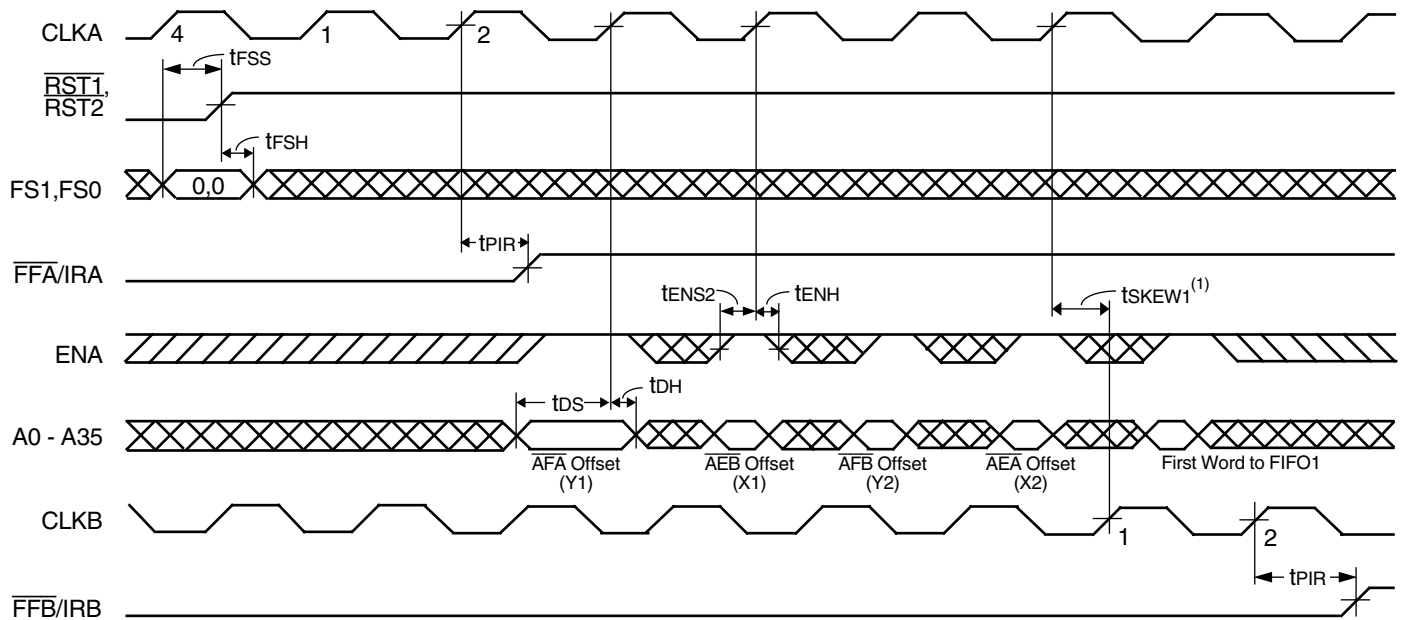 CLKA
4
1
2
tFSS
RST1,
RST2
tFSH
FS1,FS0
0,0
tPIR
FFA/IRA
tENS2
tENH
tSKEW1(1)
ENA
tDS
tDH
A0 - A35
AFA Offset
(Y1)
AEB Offset
(X1)
AFB Offset
(Y2)
AEA Offset
(X2)
First Word to FIFO1
CLKB
1
2
tPIR
FFB/IRB